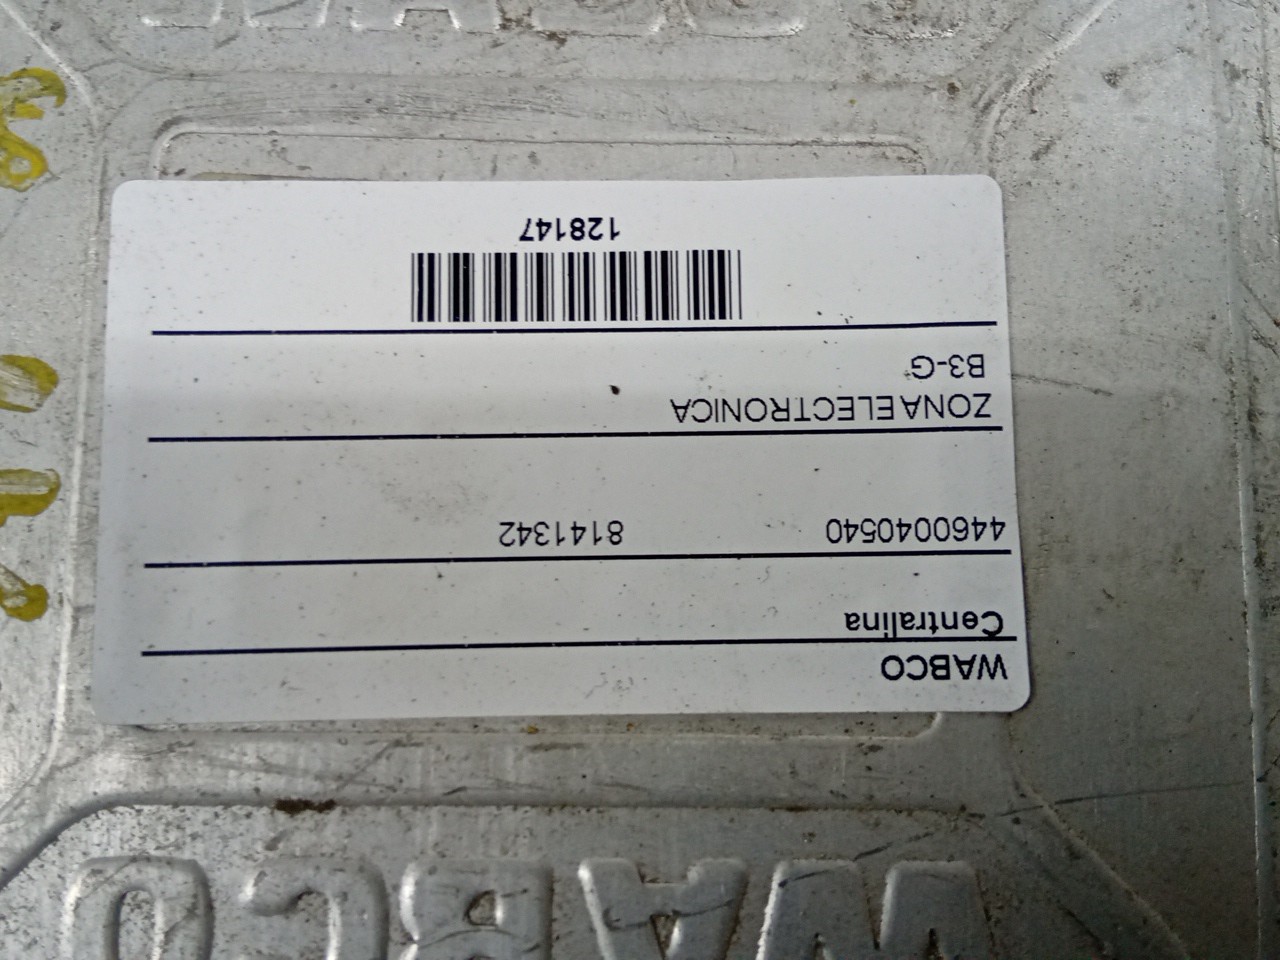 WABCO
WABCO
Centralina
4460040540 8141342
ZONA ELECTRONICA
B3-G
128147